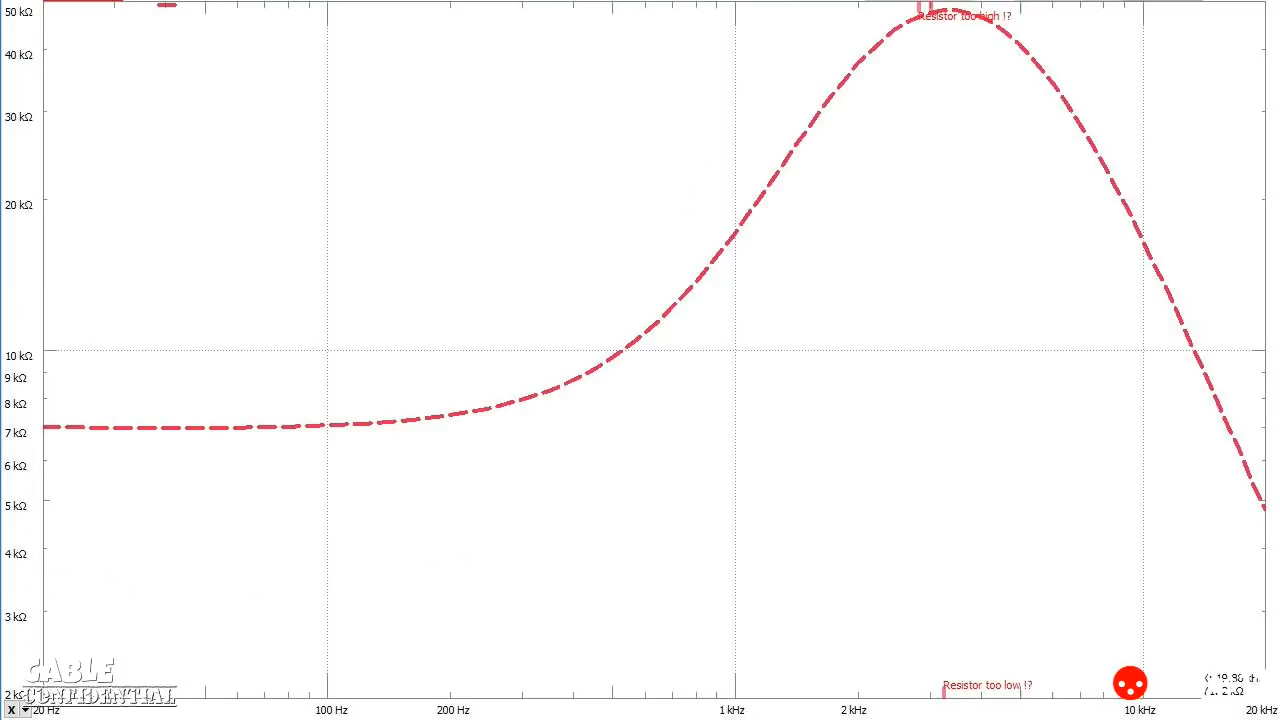 50 kΩ
Resistor too high !?
40 kΩ
30 kΩ
20 kΩ
10 kΩ
9 kΩ
8 kΩ
7 kΩ
6 kΩ
5 kΩ
4 kΩ
3 kΩ
CABLE
CONFIDENTIAL
Resistor too low !?
X
20 Hz
100 Hz
200 Hz
1 kHz
2 kHz
10 kHz
20 kHz